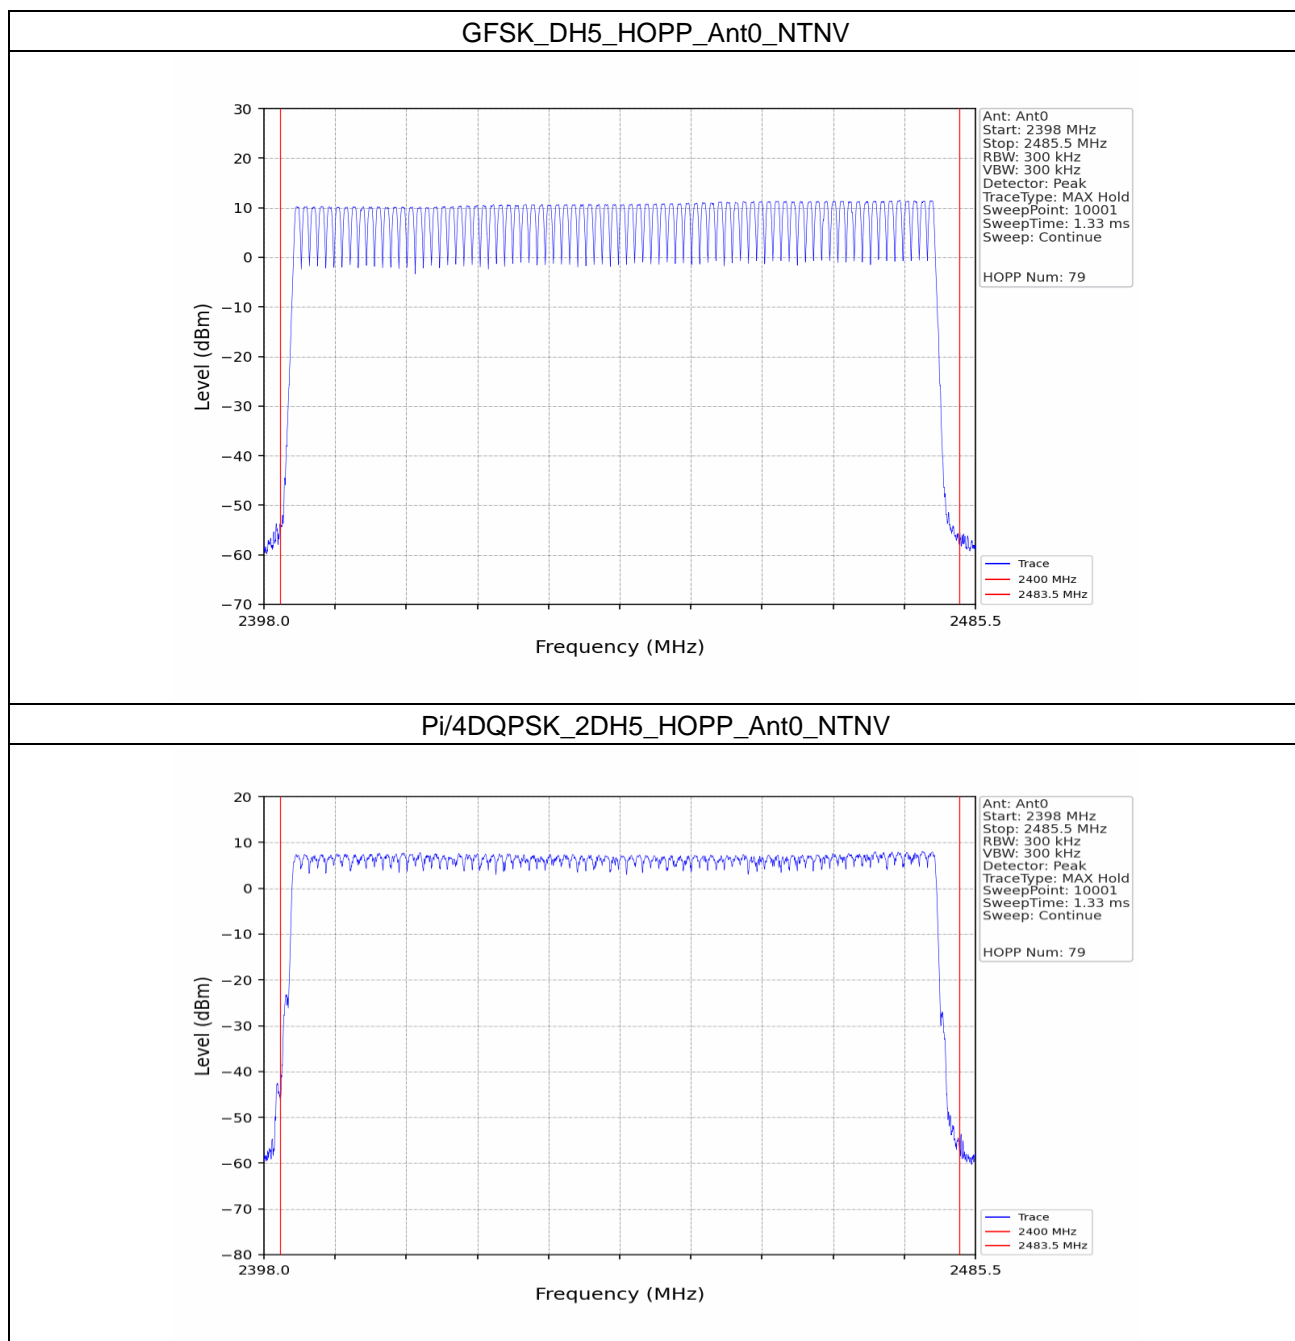 GFSK_DH5_HOPP_Ant0_NTNV
30
20
10
0
−10
−20
−30
−40
−50
−60
−70
Level (dBm)
2398.0
2485.5
Frequency (MHz)
Ant: Ant0
Start: 2398 MHz
Stop: 2485.5 MHz
RBW: 300 kHz
VBW: 300 kHz
Detector: Peak
TraceType: MAX Hold
SweepPoint: 10001
SweepTime: 1.33 ms
Sweep: Continue
HOPP Num: 79
Trace
2400 MHz
2483.5 MHz
Pi/4DQPSK_2DH5_HOPP_Ant0_NTNV
20
10
0
−10
−20
−30
−40
−50
−60
−70
−80
Level (dBm)
2398.0
2485.5
Frequency (MHz)
Ant: Ant0
Start: 2398 MHz
Stop: 2485.5 MHz
RBW: 300 kHz
VBW: 300 kHz
Detector: Peak
TraceType: MAX Hold
SweepPoint: 10001
SweepTime: 1.33 ms
Sweep: Continue
HOPP Num: 79
Trace
2400 MHz
2483.5 MHz